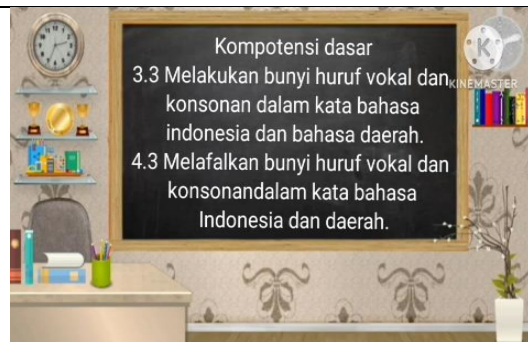 Kompotensi dasar
3.3 Melakukan bunyi huruf vokal dan
konsonan dalam kata bahasa
indonesia dan bahasa daerah.
4.3 Melafalkan bunyi huruf vokal dan
konsonandalam kata bahasa
Indonesia dan daerah.
K
KINEMASTER